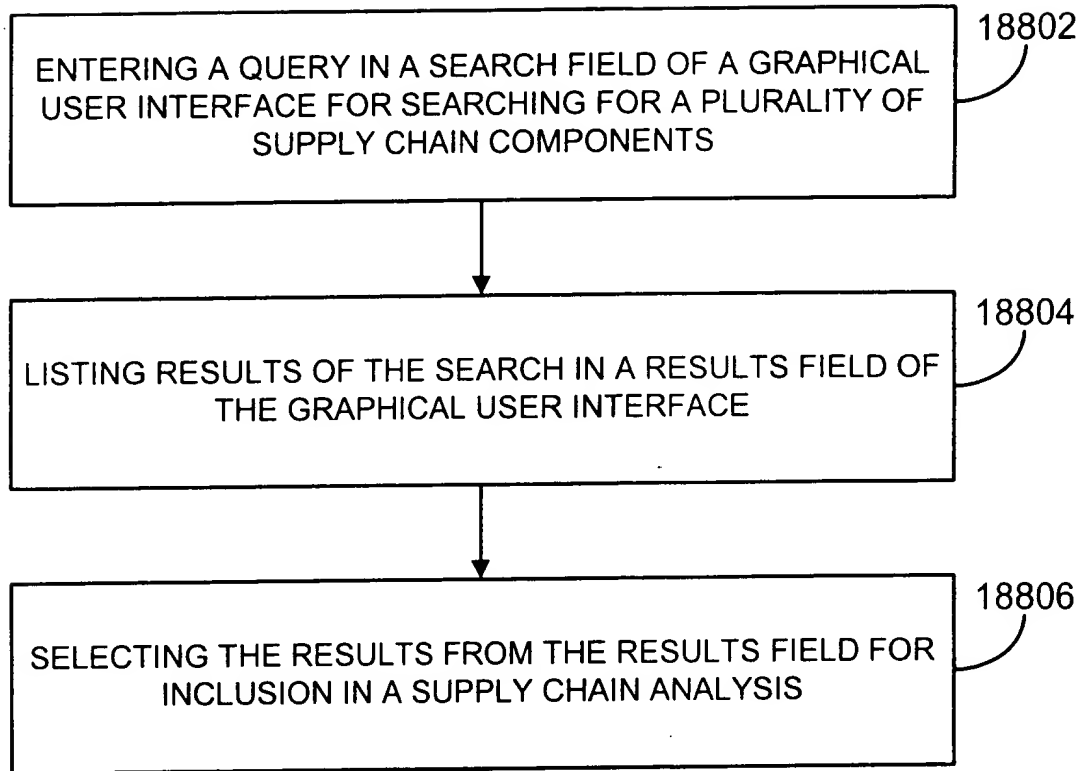 18802
ENTERING A QUERY IN A SEARCH FIELD OF A GRAPHICAL
USER INTERFACE FOR SEARCHING FOR A PLURALITY OF
SUPPLY CHAIN COMPONENTS
18804
LISTING RESULTS OF THE SEARCH IN A RESULTS FIELD OF
THE GRAPHICAL USER INTERFACE
18806
SELECTING THE RESULTS FROM THE RESULTS FIELD FOR
INCLUSION IN A SUPPLY CHAIN ANALYSIS